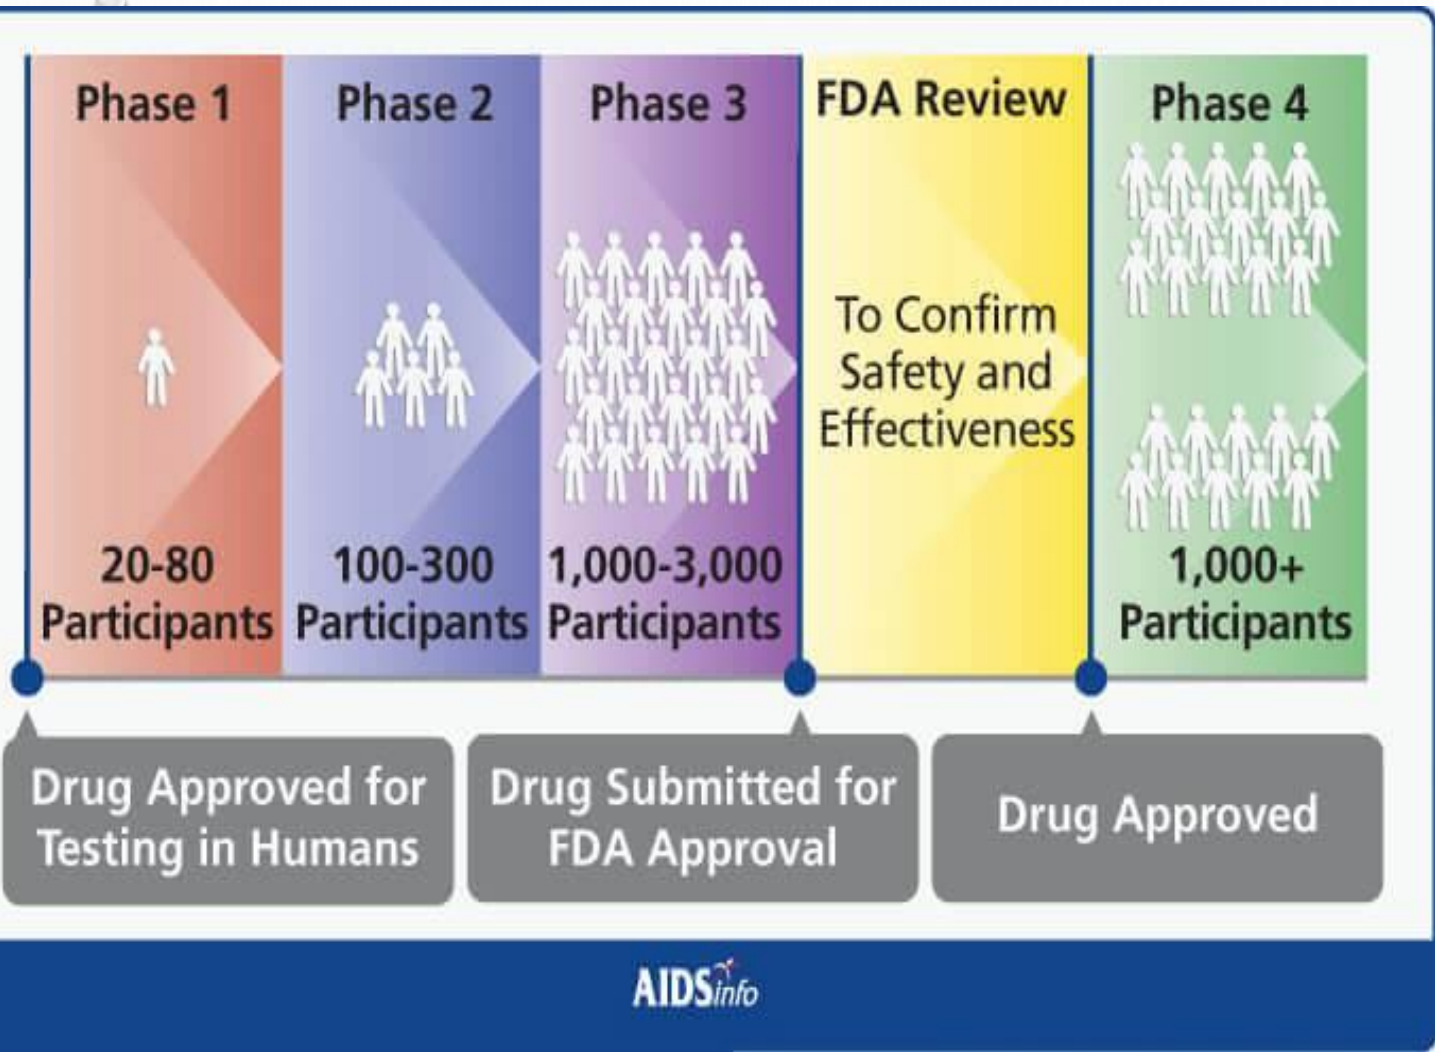 Phase 1
20-80
Participants
Phase 2
100-300
Participants
Phase 3
1,000-3,000
Participants
FDA Review
To Confirm
Safety and
Effectiveness
Phase 4
1,000+
Participants
Drug Approved for
Testing in Humans
Drug Submitted for
FDA Approval
Drug Approved
AIDSinfo